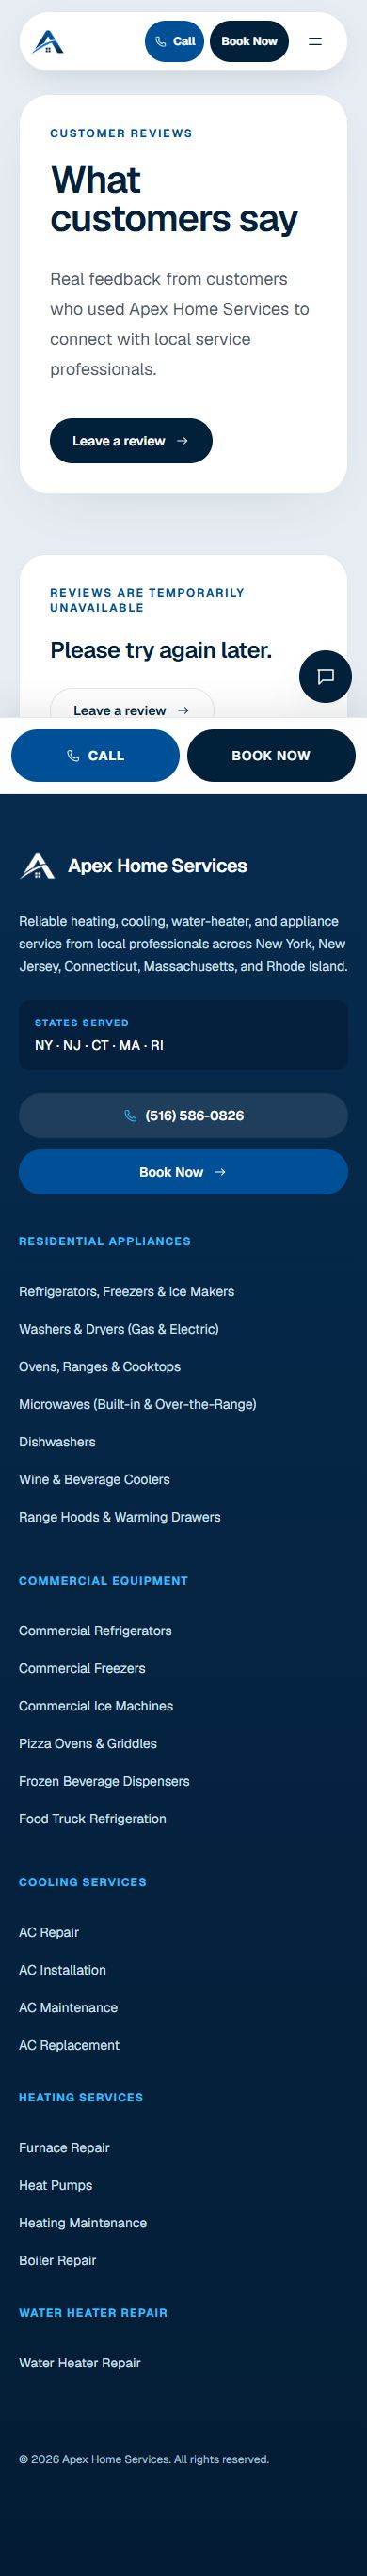 Call
Book Now
CUSTOMER REVIEWS
What
customers say
Real feedback from customers
who used Apex Home Services to
connect with local service
professionals.
Leave a review
REVIEWS ARE TEMPORARILY
UNAVAILABLE
Please try again later.
Leave a review
CALL
BOOK NOW
Apex Home Services
Reliable heating, cooling, water-heater, and appliance
service from local professionals across New York, New
Jersey, Connecticut, Massachusetts, and Rhode Island.
STATES SERVED
NY · NJ · CT · MA · RI
(516) 586-0826
Book Now
RESIDENTIAL APPLIANCES
Refrigerators, Freezers & Ice Makers
Washers & Dryers (Gas & Electric)
Ovens, Ranges & Cooktops
Microwaves (Built-in & Over-the-Range)
Dishwashers
Wine & Beverage Coolers
Range Hoods & Warming Drawers
COMMERCIAL EQUIPMENT
Commercial Refrigerators
Commercial Freezers
Commercial Ice Machines
Pizza Ovens & Griddles
Frozen Beverage Dispensers
Food Truck Refrigeration
COOLING SERVICES
AC Repair
AC Installation
AC Maintenance
AC Replacement
HEATING SERVICES
Furnace Repair
Heat Pumps
Heating Maintenance
Boiler Repair
WATER HEATER REPAIR
Water Heater Repair
© 2026 Apex Home Services. All rights reserved.